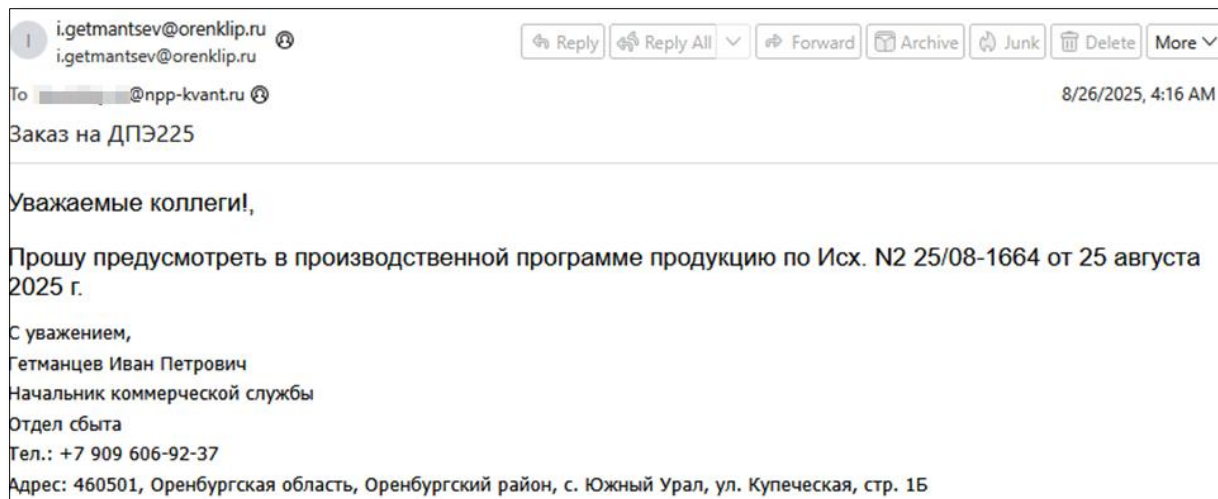 I
i.getmantsev@orenklip.ru
i.getmantsev@orenklip.ru
Reply
Reply All
Forward
Archive
Junk
Delete
More
To @npp-kvant.ru
8/26/2025, 4:16 AM
Заказ на ДПЭ225
Уважаемые коллеги!,
Прошу предусмотреть в производственной программе продукцию по Исх. N2 25/08-1664 от 25 августа
2025 г.
С уважением,
Гетманцев Иван Петрович
Начальник коммерческой службы
Отдел сбыта
Тел.: +7 909 606-92-37
Адрес: 460501, Оренбургская область, Оренбургский район, с. Южный Урал, ул. Купеческая, стр. 1Б